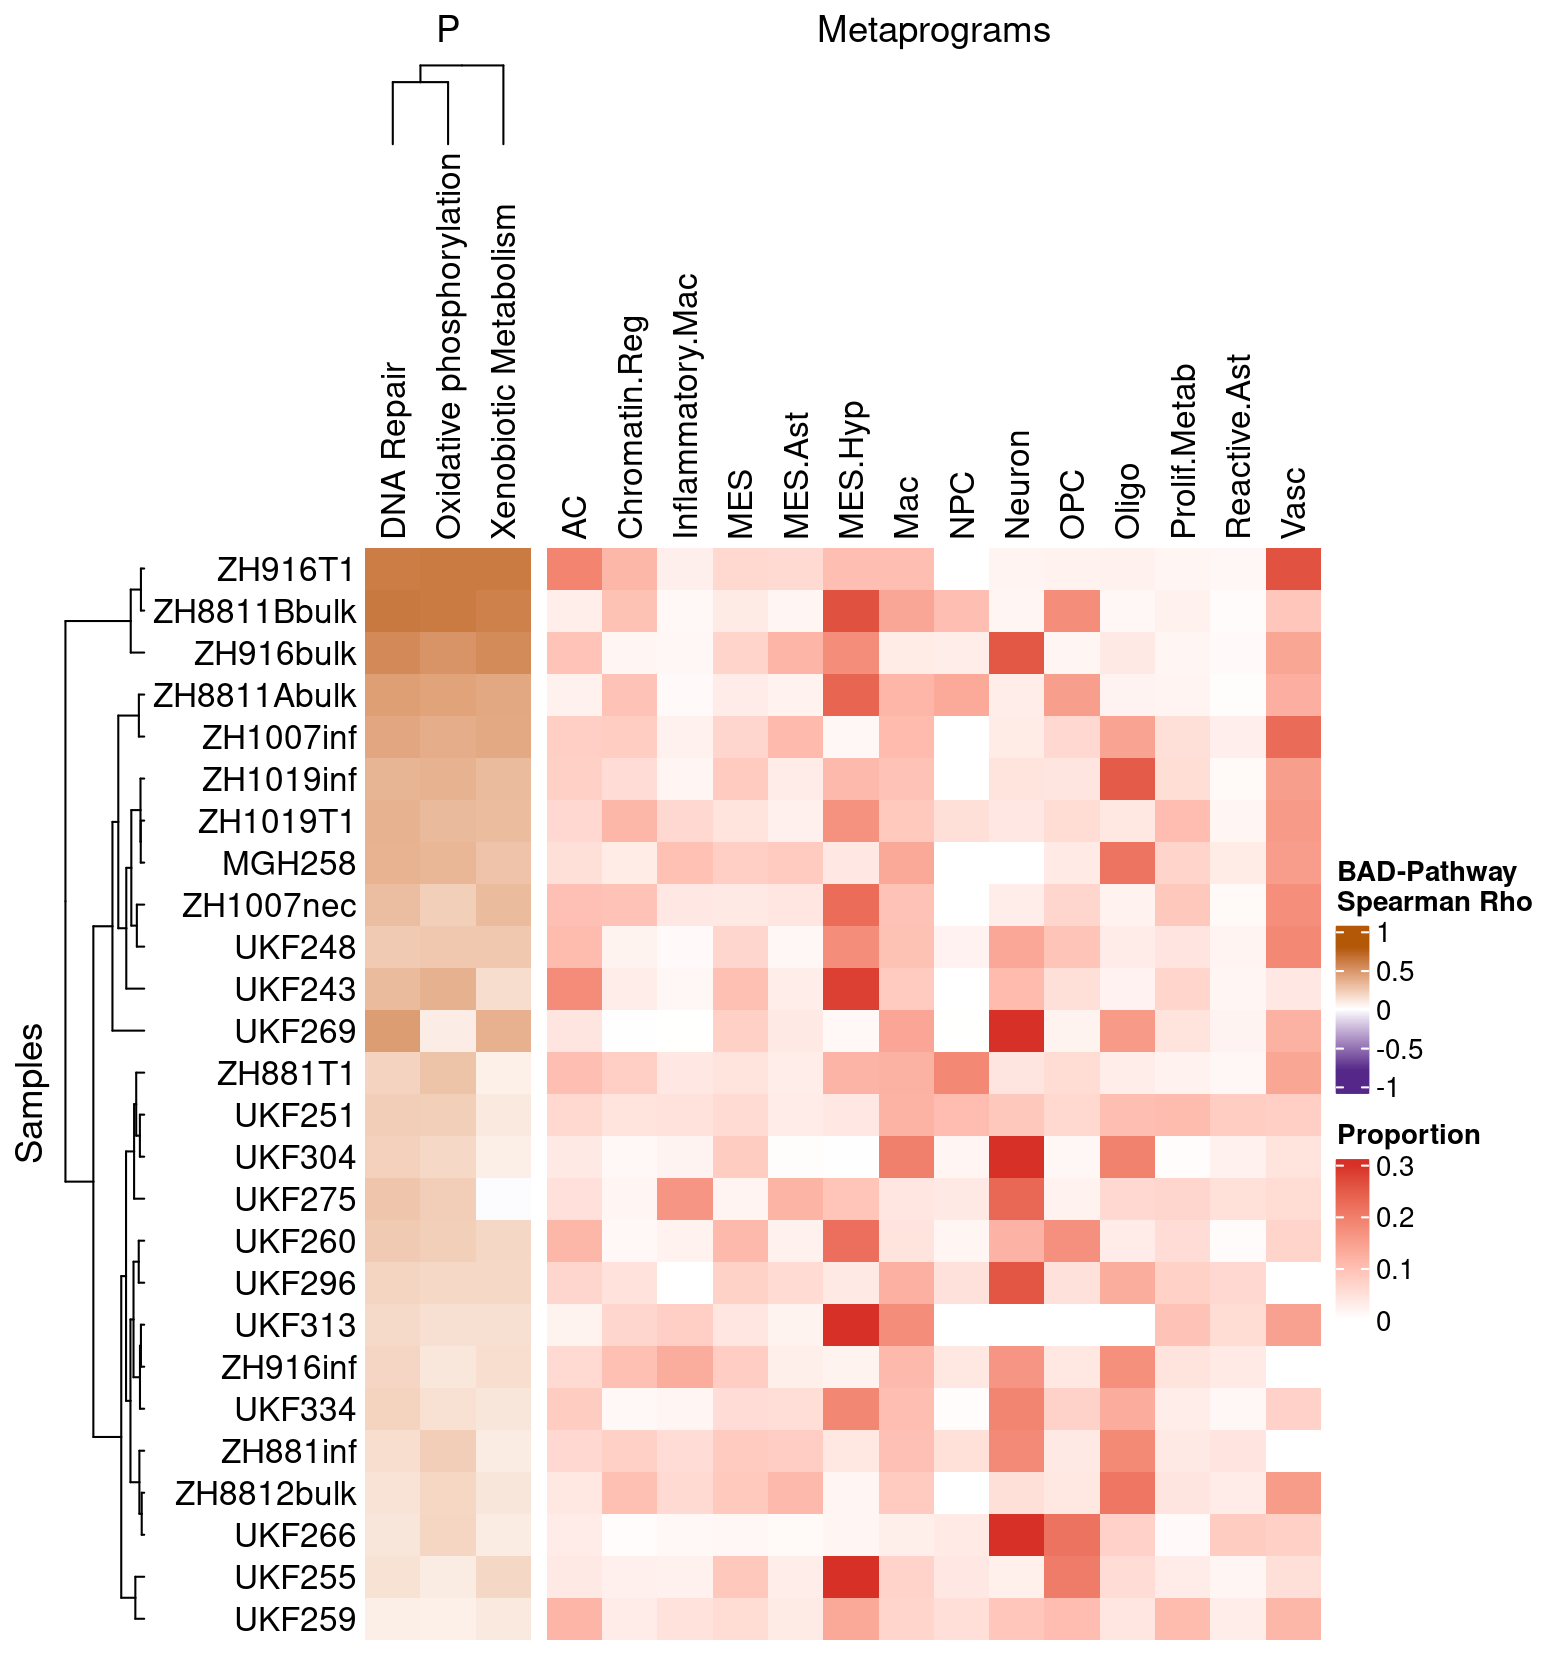 P
Metaprograms
DNA Repair
Oxidative phosphorylation
Xenobiotic Metabolism
AC
Chromatin.Reg
Inflammatory.Mac
MES
MES.Ast
MES.Hyp
Mac
NPC
Neuron
OPC
Oligo
Prolif.Metab
Reactive.Ast
Vasc
Samples
ZH916T1
ZH8811Bbulk
ZH916bulk
ZH8811Abulk
ZH1007inf
ZH1019inf
ZH1019T1
MGH258
ZH1007nec
UKF248
UKF243
UKF269
ZH881T1
UKF251
UKF304
UKF275
UKF260
UKF296
UKF313
ZH916inf
UKF334
ZH881inf
ZH8812bulk
UKF266
UKF255
UKF259
BAD-Pathway
Spearman Rho
1
0.5
0
-0.5
-1
Proportion
0.3
0.2
0.1
0